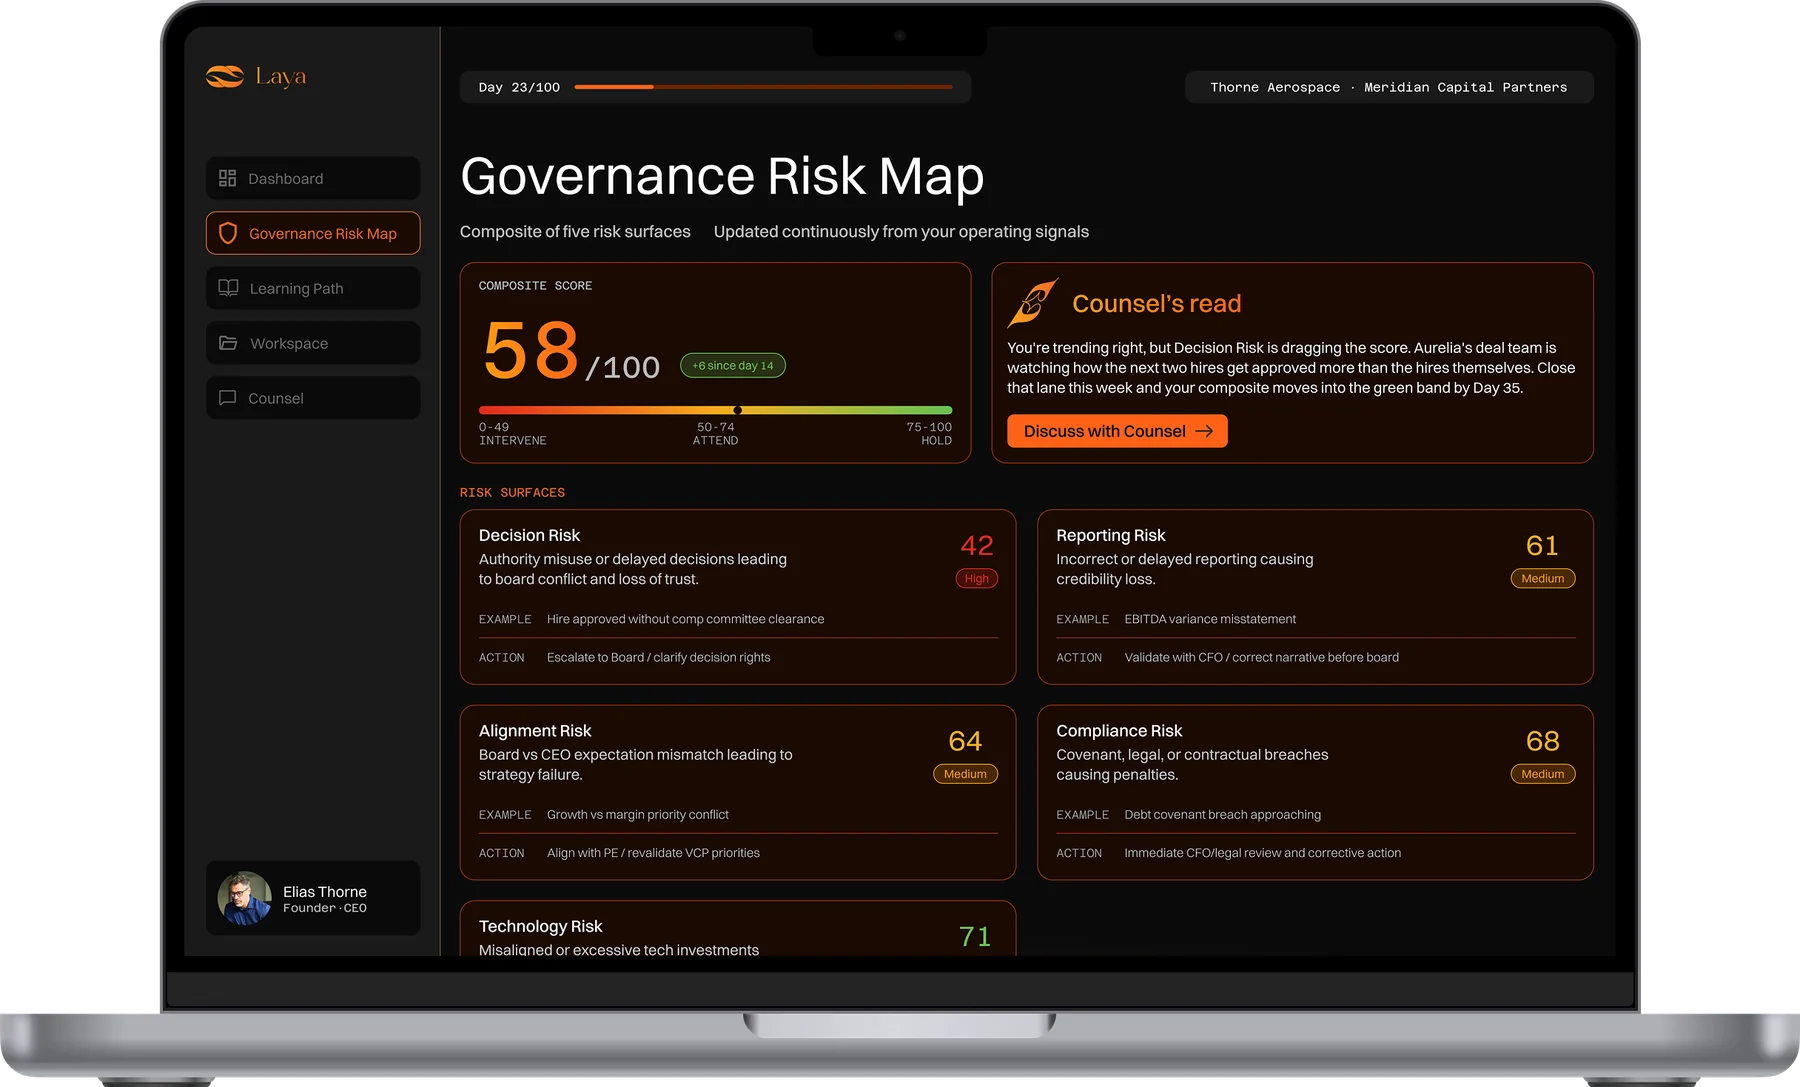 Laya
Day 23/100
Thorne Aerospace · Meridian Capital Partners
Dashboard
Governance Risk Map
Learning Path
Workspace
Counsel
Elias Thorne
Founder · CEO
Governance Risk Map
Composite of five risk surfaces
Updated continuously from your operating signals
COMPOSITE SCORE
58/100
+6 since day 14
0-49
INTERVENE
50-74
ATTEND
75-100
HOLD
Counsel's read
You're trending right, but Decision Risk is dragging the score. Aurelia's deal team is
watching how the next two hires get approved more than the hires themselves. Close
that lane this week and your composite moves into the green band by Day 35.
Discuss with Counsel →
RISK SURFACES
Decision Risk
Authority misuse or delayed decisions leading
to board conflict and loss of trust.
42
High
EXAMPLE Hire approved without comp committee clearance
ACTION Escalate to Board / clarify decision rights
Reporting Risk
Incorrect or delayed reporting causing
credibility loss.
61
Medium
EXAMPLE EBITDA variance misstatement
ACTION Validate with CFO / correct narrative before board
Alignment Risk
Board vs CEO expectation mismatch leading to
strategy failure.
64
Medium
EXAMPLE Growth vs margin priority conflict
ACTION Align with PE / revalidate VCP priorities
Compliance Risk
Covenant, legal, or contractual breaches
causing penalties.
68
Medium
EXAMPLE Debt covenant breach approaching
ACTION Immediate CFO/legal review and corrective action
Technology Risk
Misaligned or excessive tech investments
71